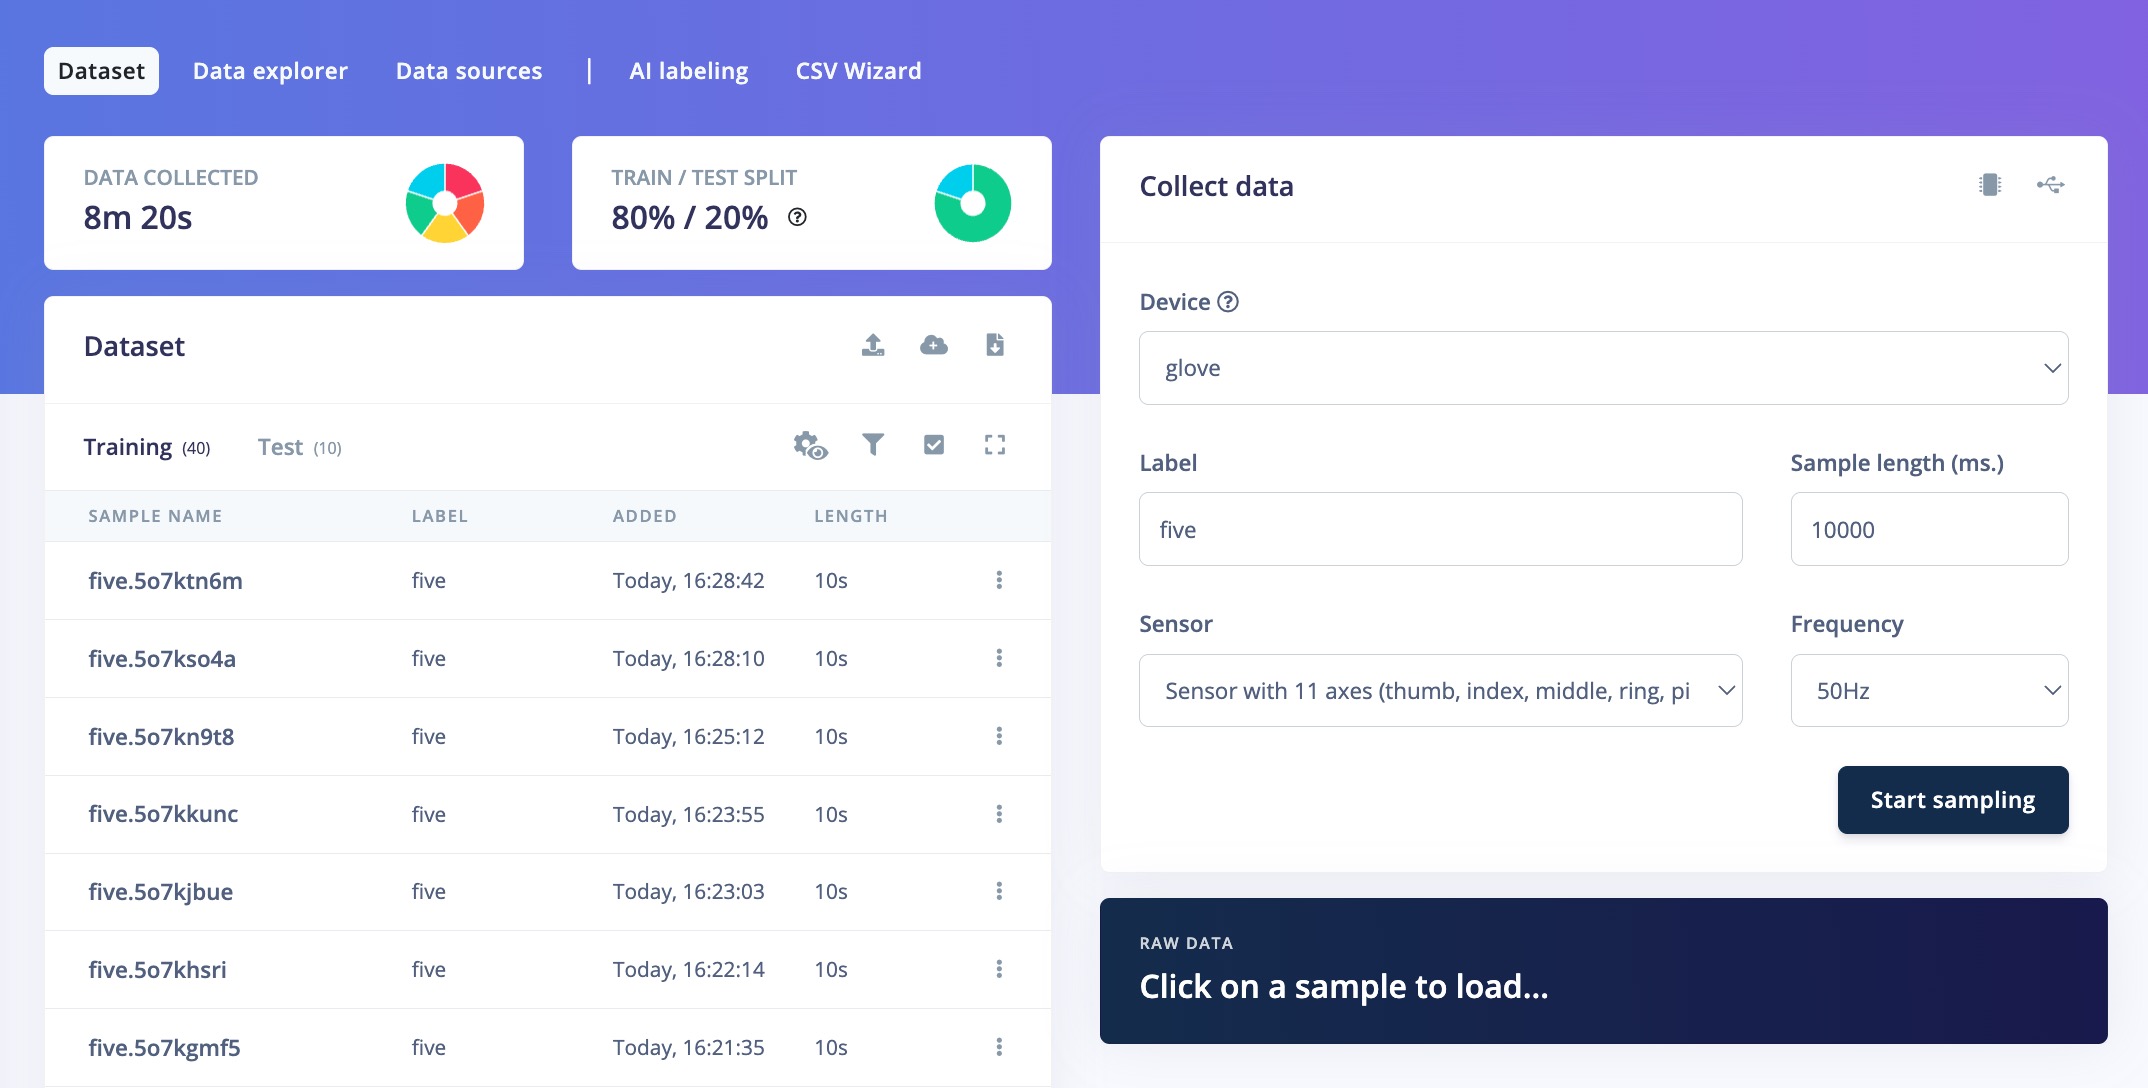 Dataset Data explorer Data sources | AI labeling CSV Wizard
DATA COLLECTED
8m 20s
TRAIN / TEST SPLIT
80% / 20%
Dataset
Training (40) Test (10)
SAMPLE NAME LABEL ADDED LENGTH
five.5o7ktn6m five Today, 16:28:42 10s
five.5o7kso4a five Today, 16:28:10 10s
five.5o7kn9t8 five Today, 16:25:12 10s
five.5o7kkunc five Today, 16:23:55 10s
five.5o7kjbue five Today, 16:23:03 10s
five.5o7khsri five Today, 16:22:14 10s
five.5o7kgmf5 five Today, 16:21:35 10s
Collect data
Device
glove
Label Sample length (ms.)
five 10000
Sensor Frequency
Sensor with 11 axes (thumb, index, middle, ring, pi 50Hz
Start sampling
RAW DATA
Click on a sample to load...